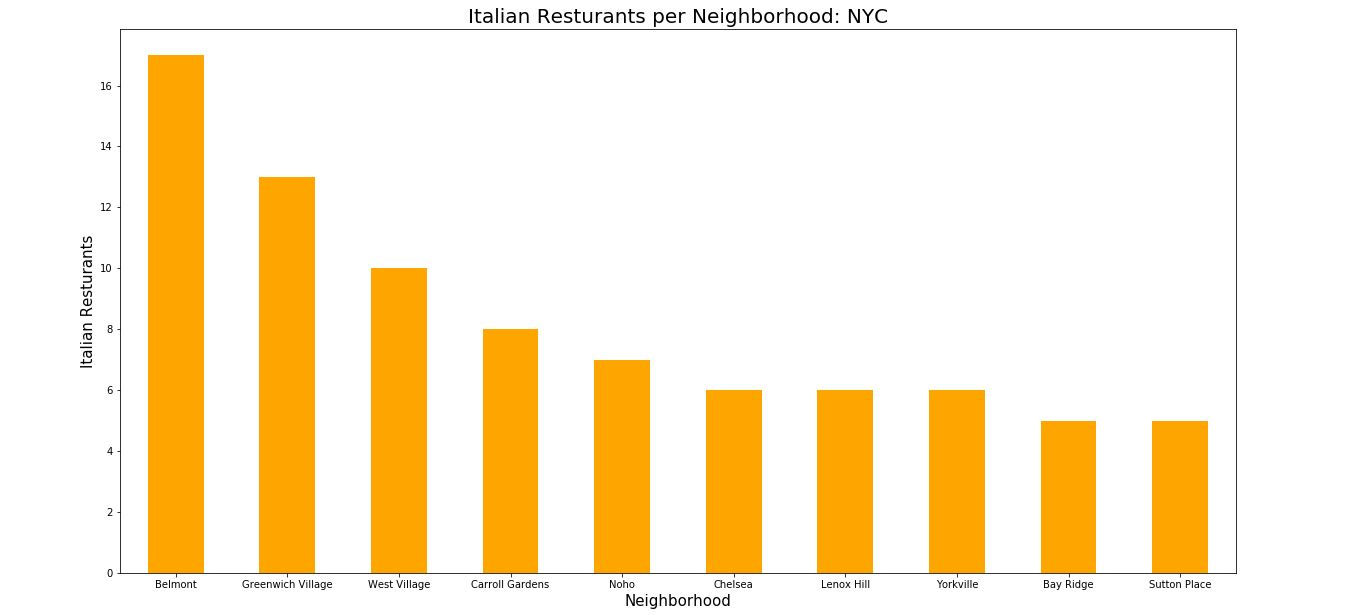 Italian Resturants per Neighborhood: NYC
Italian Resturants
16
14
12
10
8
6
4
2
0
Belmont Greenwich Village West Village Carroll Gardens Noho Chelsea Lenox Hill Yorkville Bay Ridge Sutton Place
Neighborhood